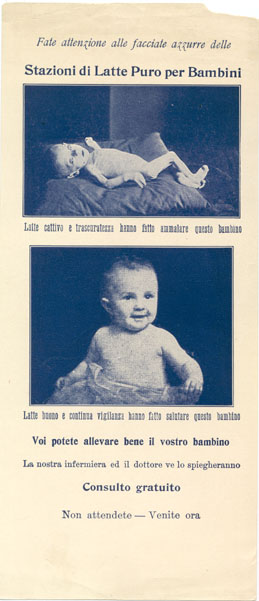 Fate attenzione alle facciate azzurre delle
Stazioni di Latte Puro per Bambini
Latte cattivo e trascuratezza hanno fatto ammalare questo bambino
Latte buono e continua vigilanza hanno fatto salutare questo bambino
Voi potete allevare bene il vostro bambino
La nostra infermiera ed il dottore ve lo spiegheranno
Consulto gratuito
Non attendete — Venite ora